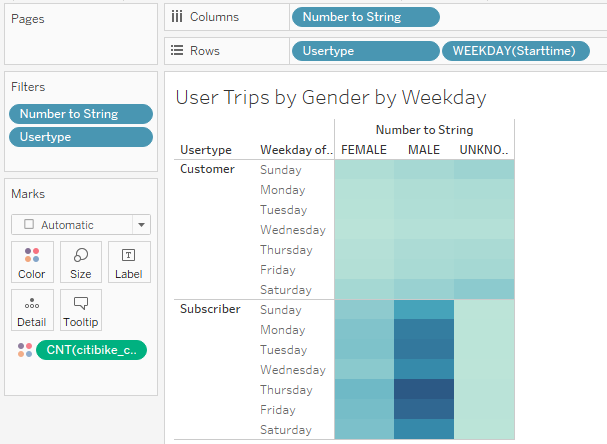 Pages
Columns
Number to String
Rows
Usertype
WEEKDAY(Starttime)
Filters
Number to String
Usertype
Marks
Automatic
Color
Size
Label
Detail
Tooltip
CNT(citibike_c..
User Trips by Gender by Weekday
Number to String
Usertype
Weekday of..
FEMALE
MALE
UNKNO..
Customer
Sunday
Monday
Tuesday
Wednesday
Thursday
Friday
Saturday
Subscriber
Sunday
Monday
Tuesday
Wednesday
Thursday
Friday
Saturday